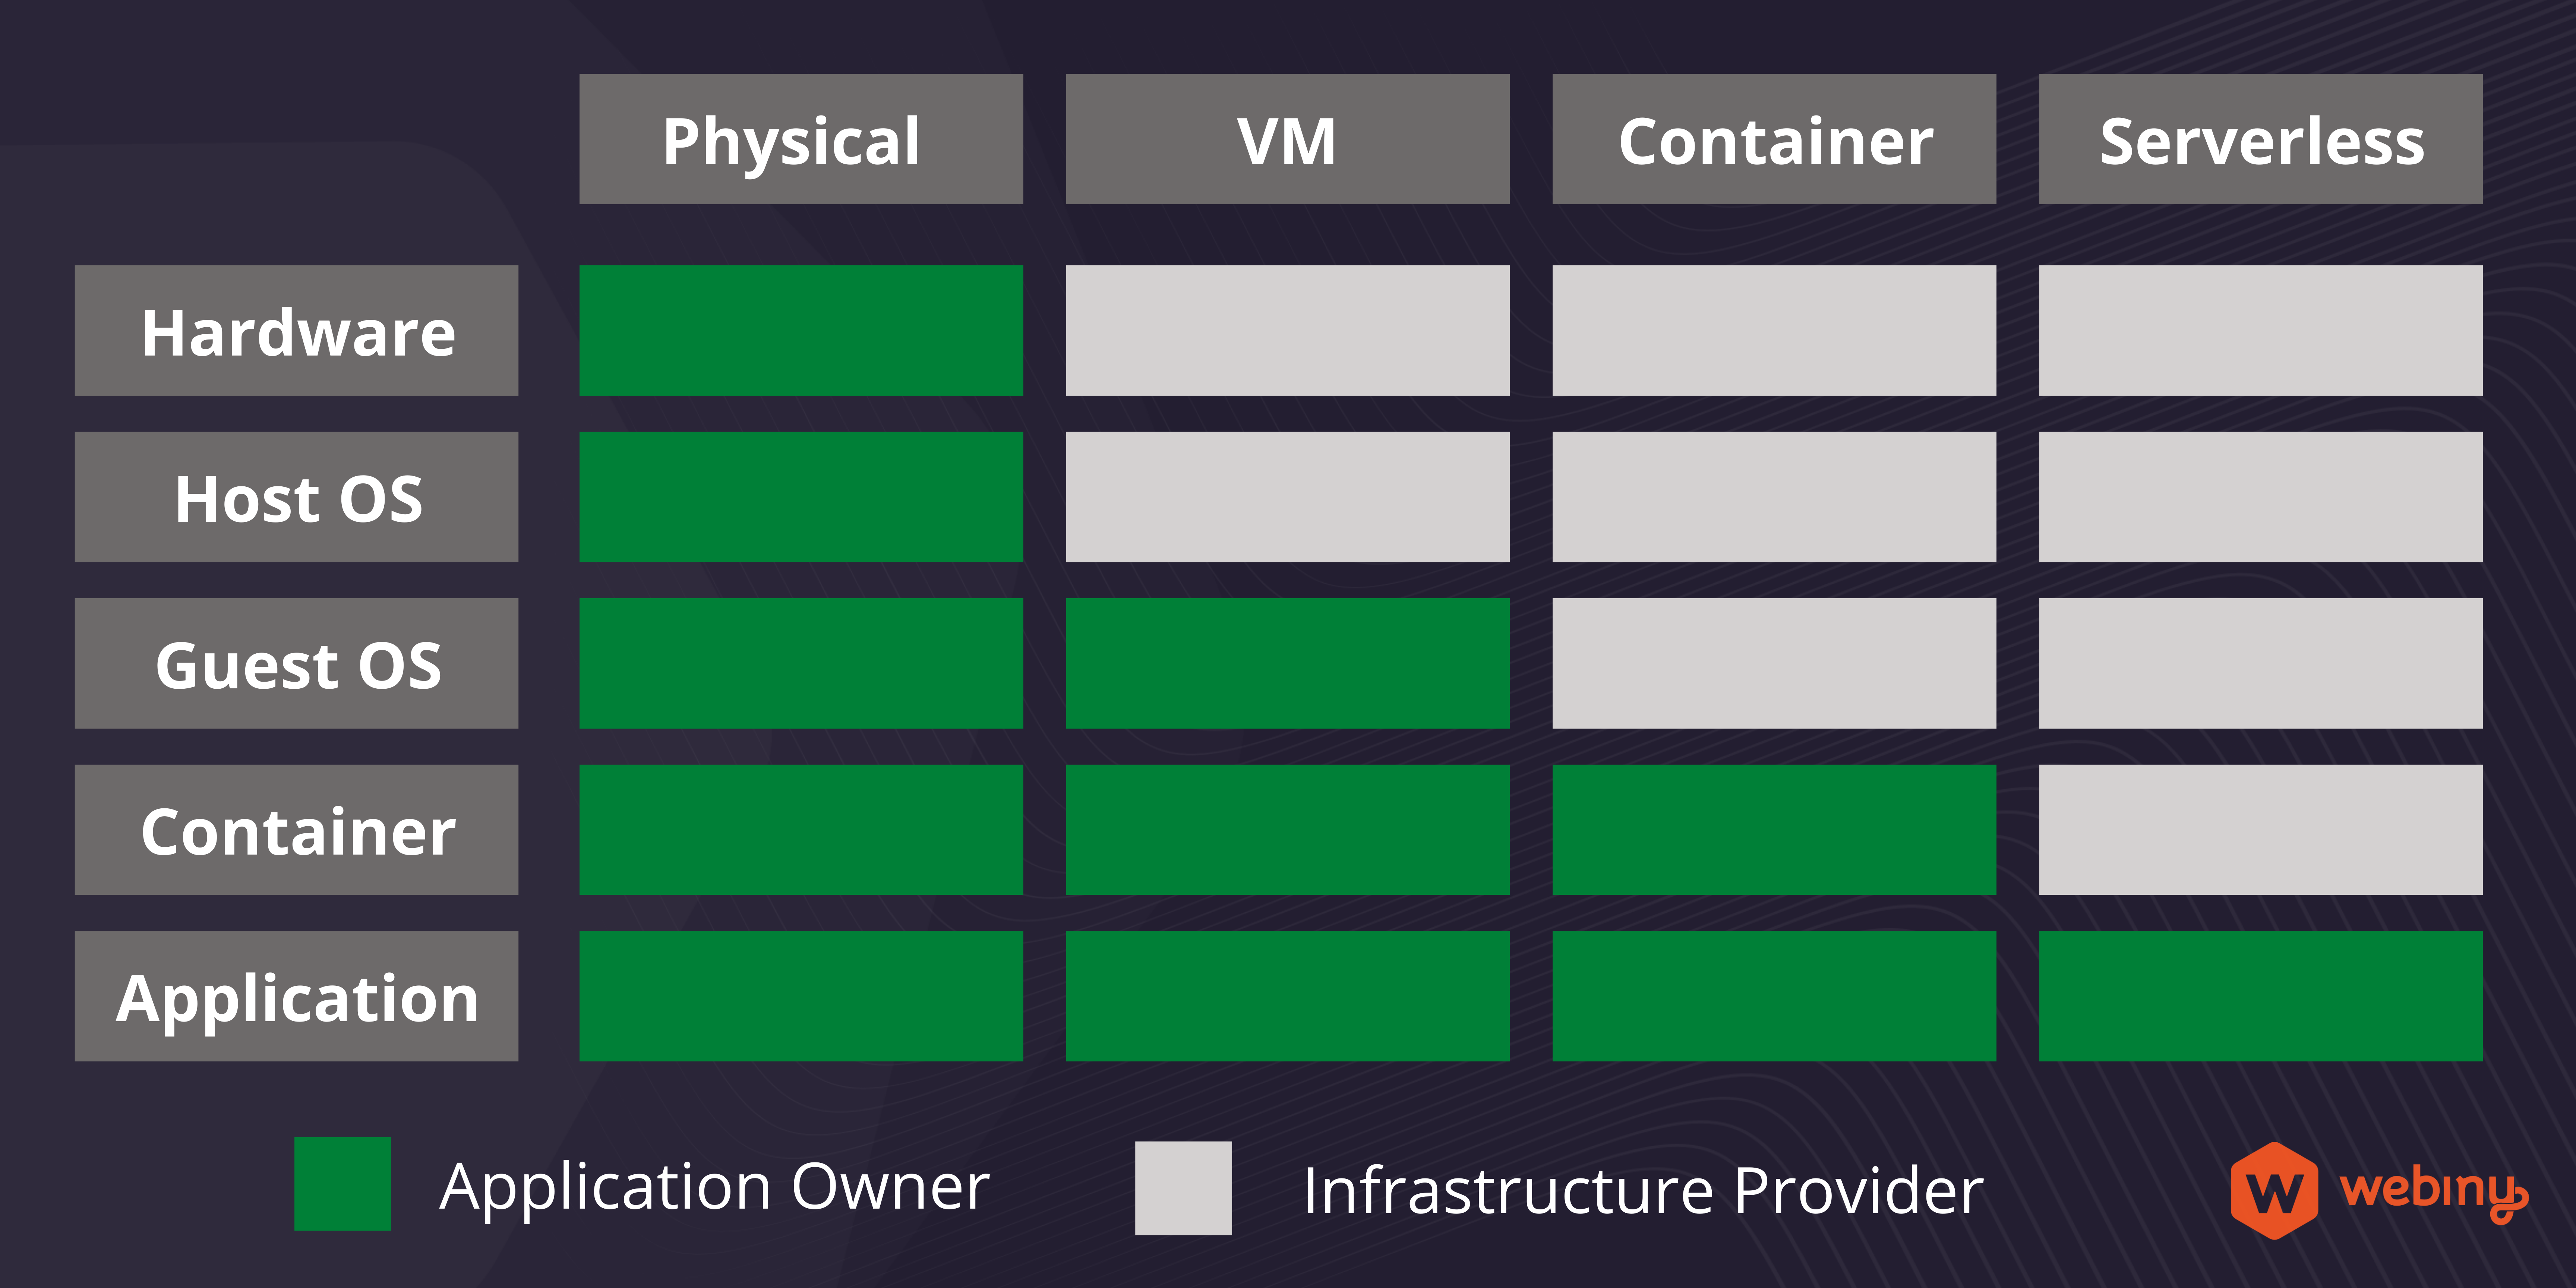 Physical VM Container Serverless
Hardware
Host OS
Guest OS
Container
Application
Application Owner Infrastructure Provider
W webiny